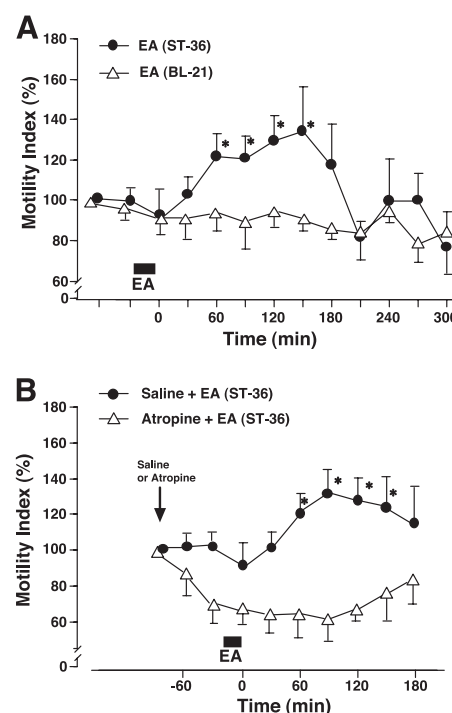 A
EA (ST-36)
EA (BL-21)
Motility Index (%)
180
160
140
120
100
80
60
0
* * * *
EA
0 60 120 180 240 300
Time (min)
B
Saline + EA (ST-36)
Atropine + EA (ST-36)
Motility Index (%)
180
160
140
120
100
80
60
0
Saline
or Atropine
* * * *
EA
-60 0 60 120 180
Time (min)